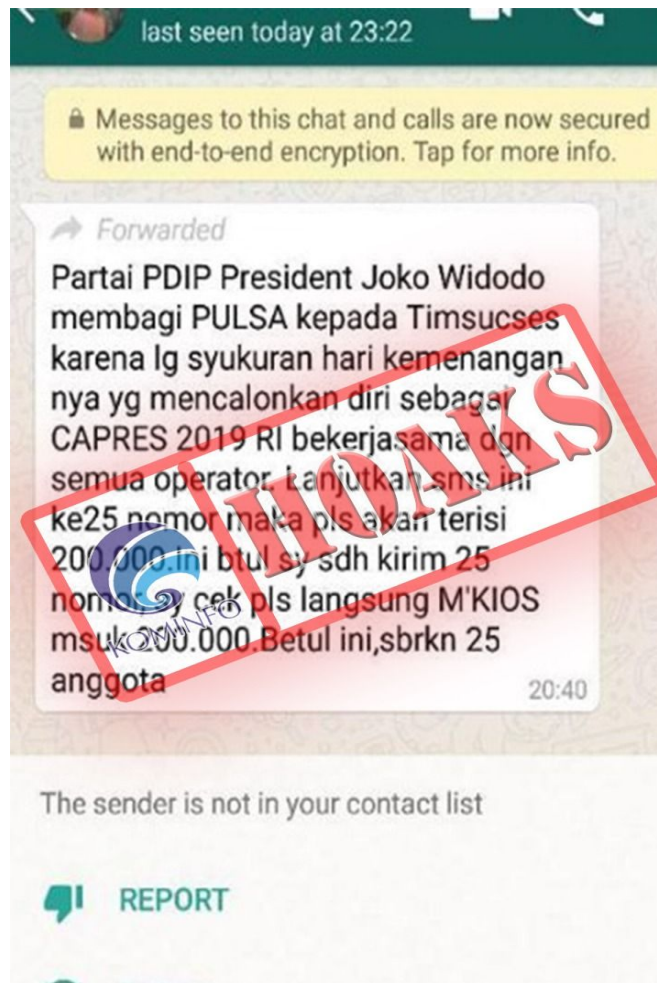 last seen today at 23:22
Messages to this chat and calls are now secured
with end-to-end encryption. Tap for more info.
Forwarded
Partai PDIP President Joko Widodo
membagi PULSA kepada Timsucses
karena lg syukuran hari kemenangan
nya yg mencalonkan diri sebagar
CAPRES 2019 RI bekerjasama dgn
semua operator. Lanjutkan sms ini
ke25 nomor maka pls akan terisi
200.000.ini btul sy sdh kirim 25
nomor, sy cek pls langsung M'KIOS
msuk 200.000.Betul ini,sbrkn 25
anggota
20:40
HOAKS
KOMINFO
The sender is not in your contact list
REPORT